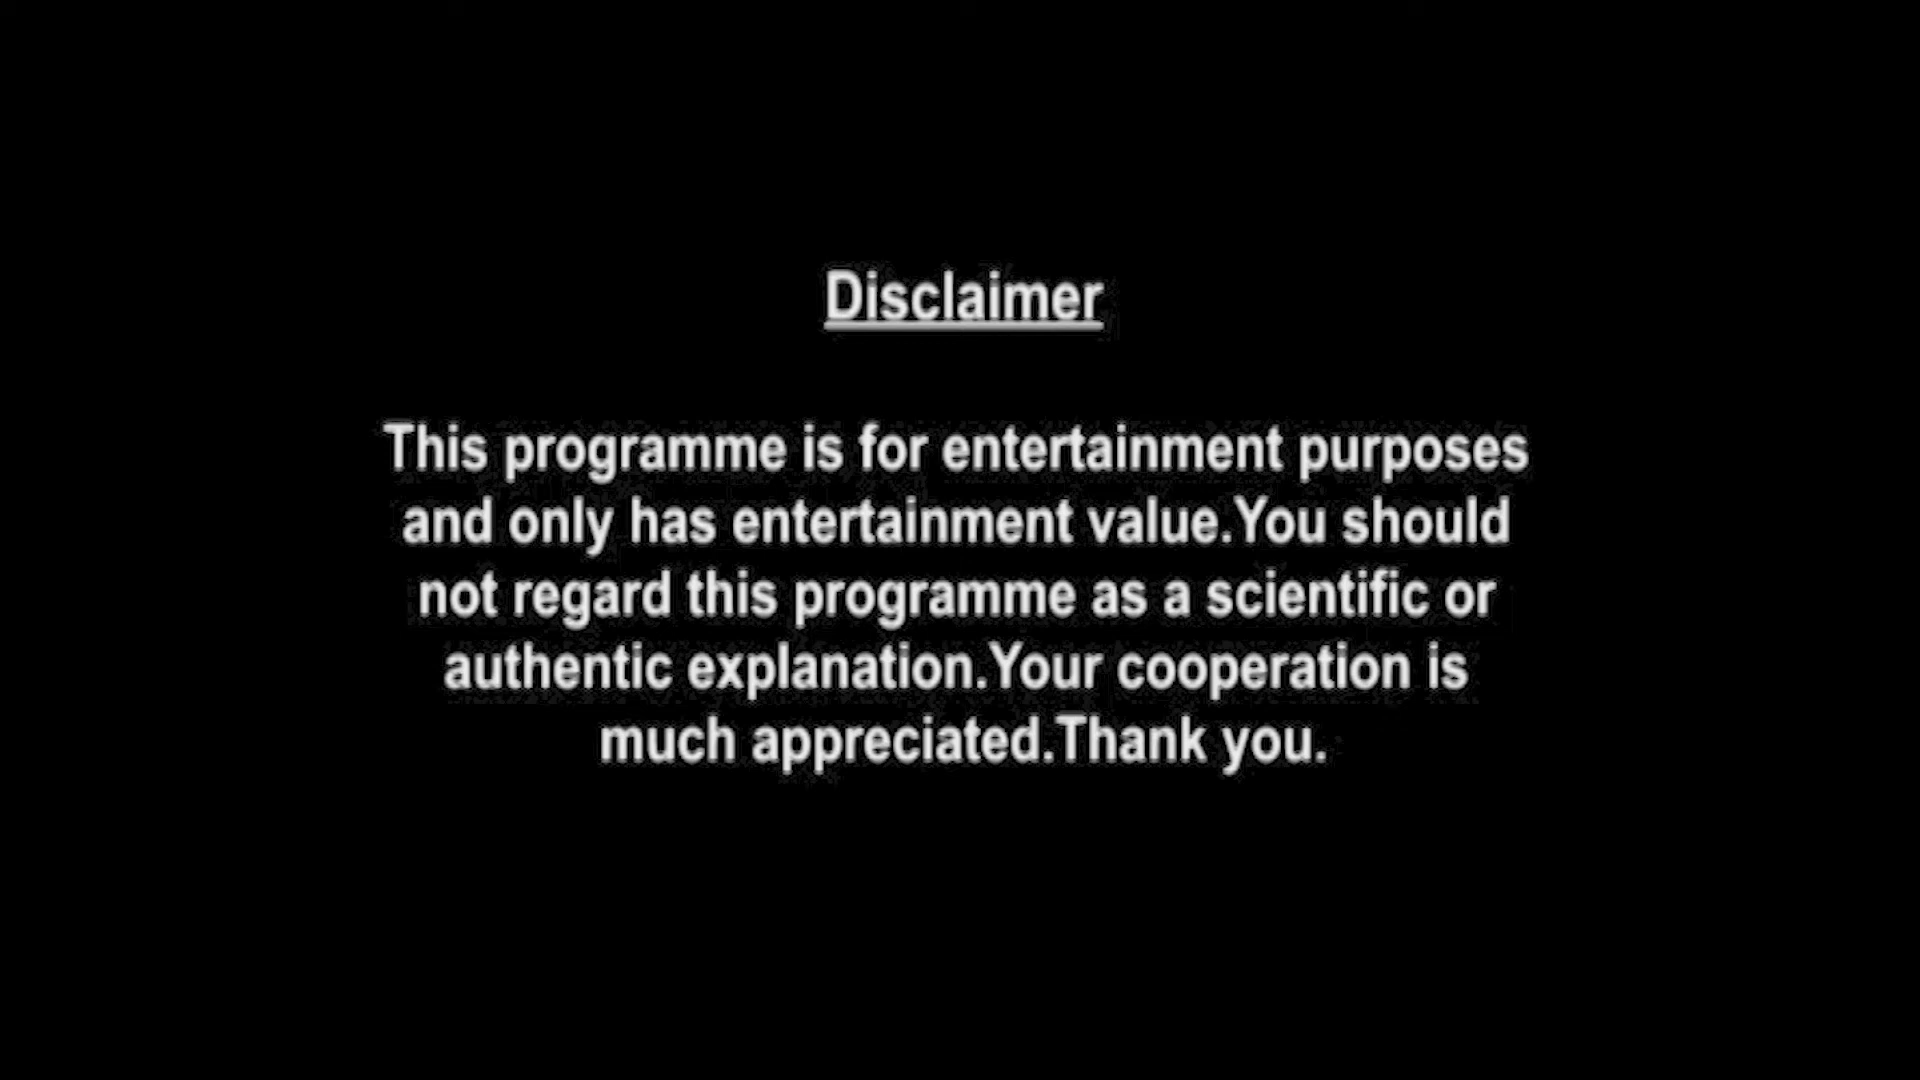 Disclaimer
This programme is for entertainment purposes
and only has entertainment value.You should
not regard this programme as a scientific or
authentic explanation.Your cooperation is
much appreciated.Thank you.